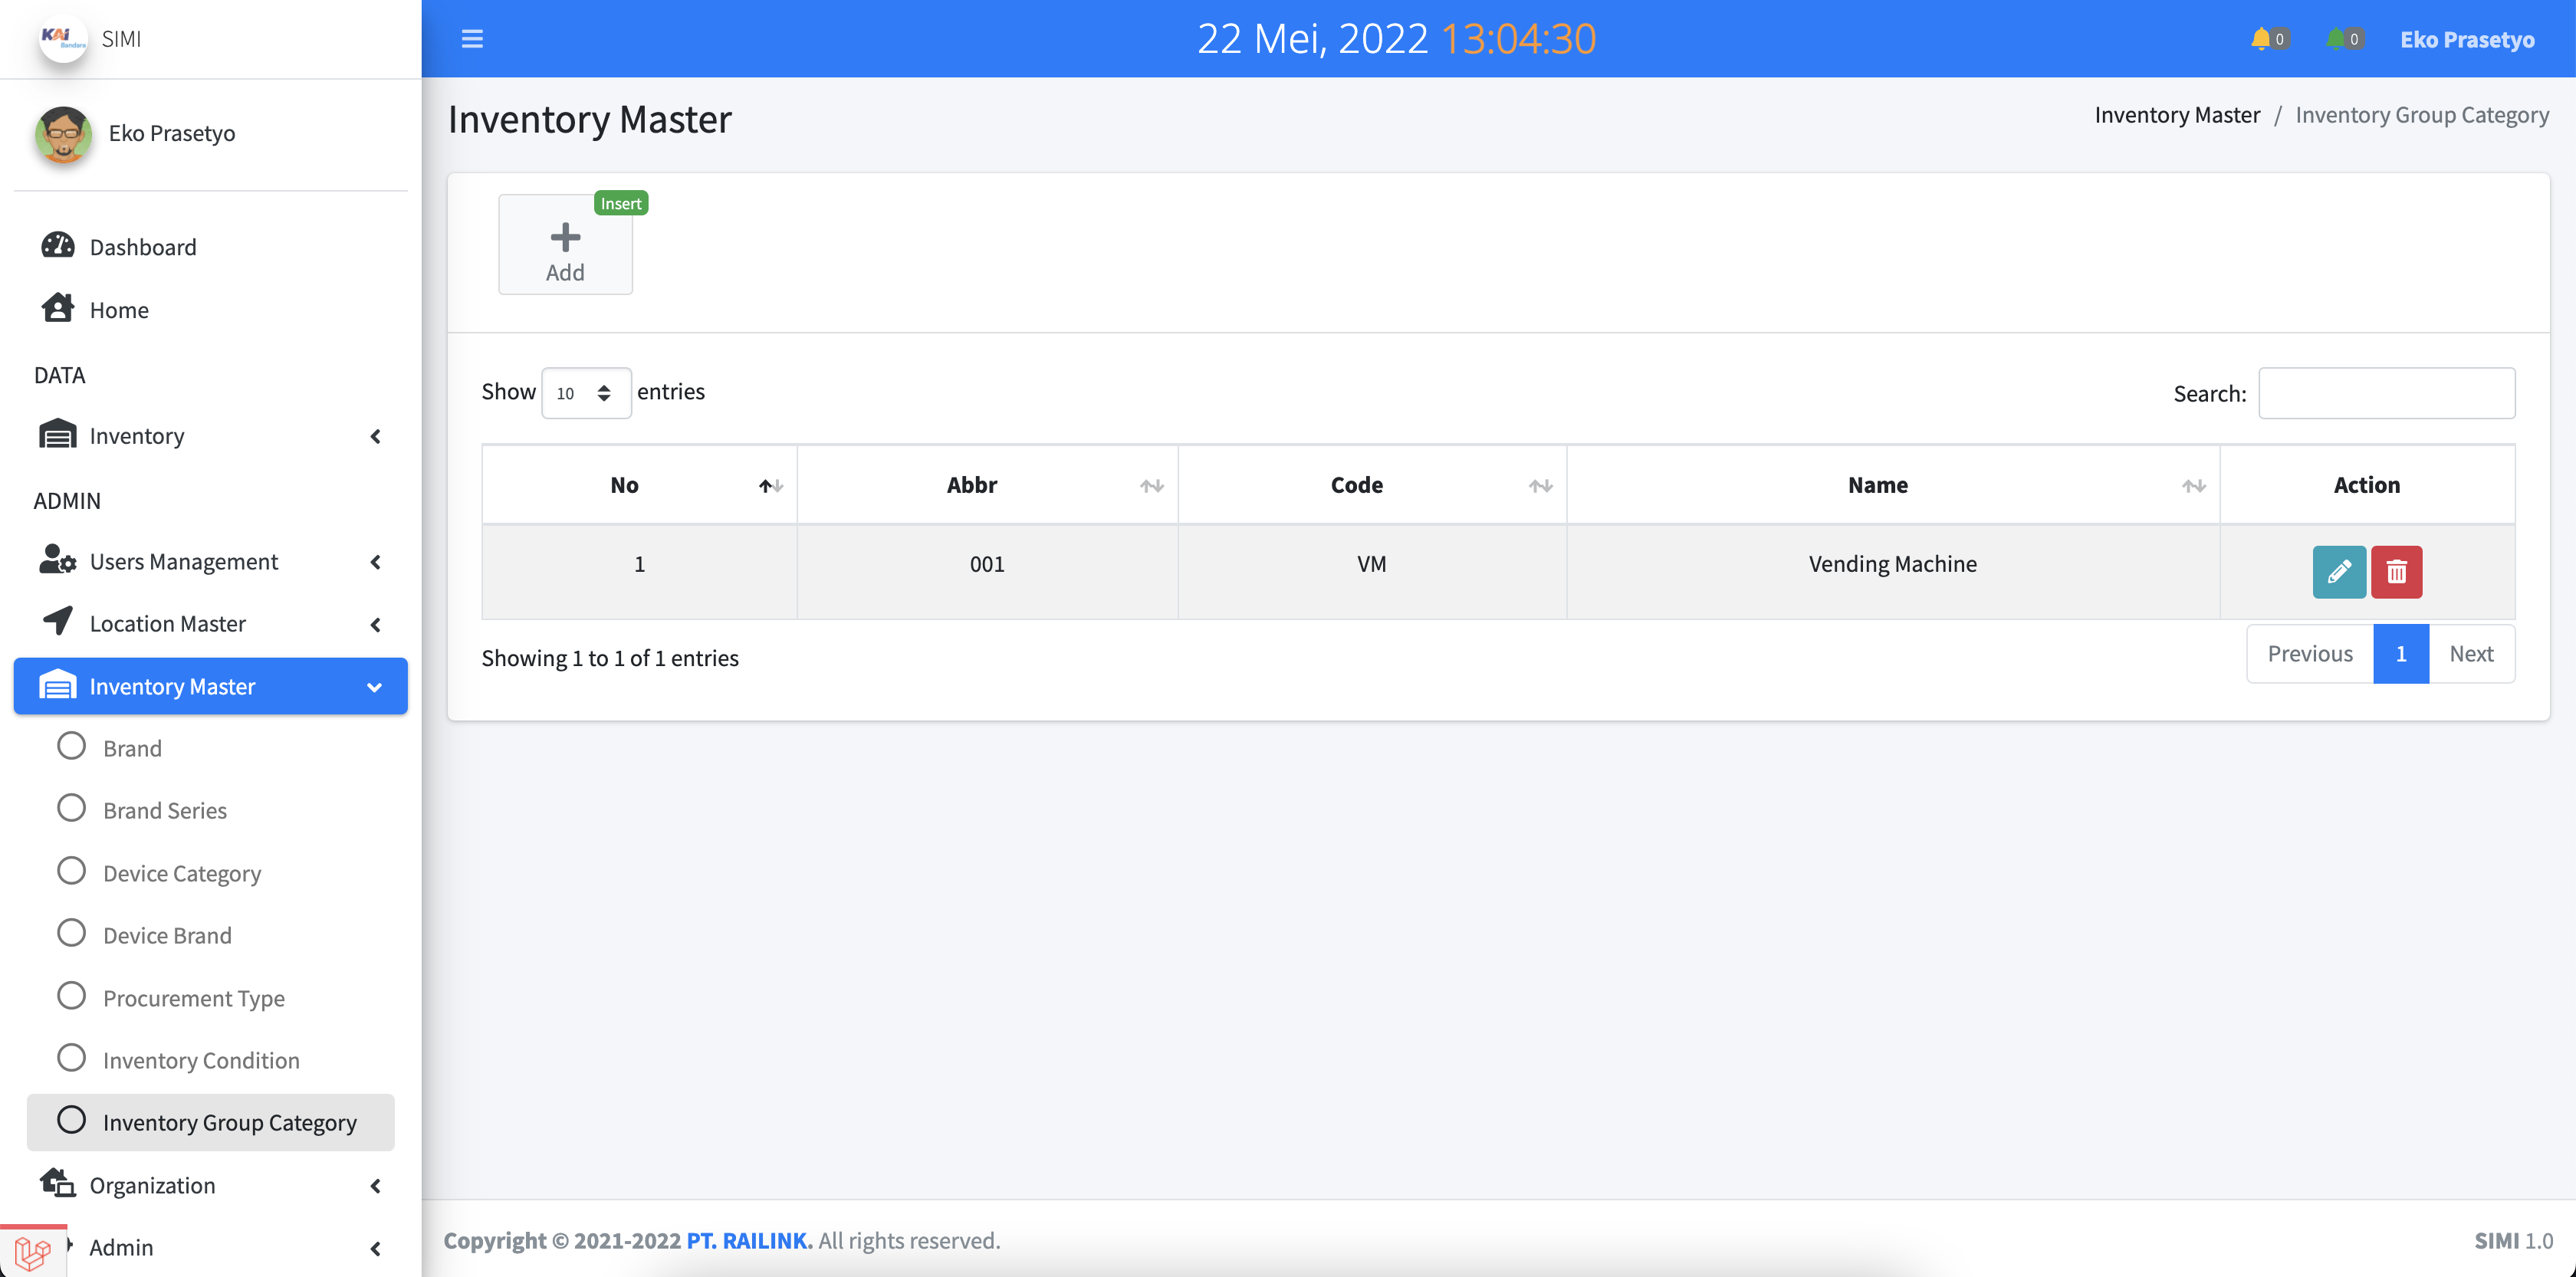 KAi Bandara SIMI
22 Mei, 2022 13:04:30
0 0 Eko Prasetyo
Eko Prasetyo
Dashboard
Home
DATA
Inventory
ADMIN
Users Management
Location Master
Inventory Master
Brand
Brand Series
Device Category
Device Brand
Procurement Type
Inventory Condition
Inventory Group Category
Organization
Admin
Inventory Master
Inventory Master / Inventory Group Category
Insert
Add
Show 10 entries
Search:
No Abbr Code Name Action
1 001 VM Vending Machine
Showing 1 to 1 of 1 entries
Previous 1 Next
Copyright © 2021-2022 PT. RAILINK. All rights reserved.
SIMI 1.0